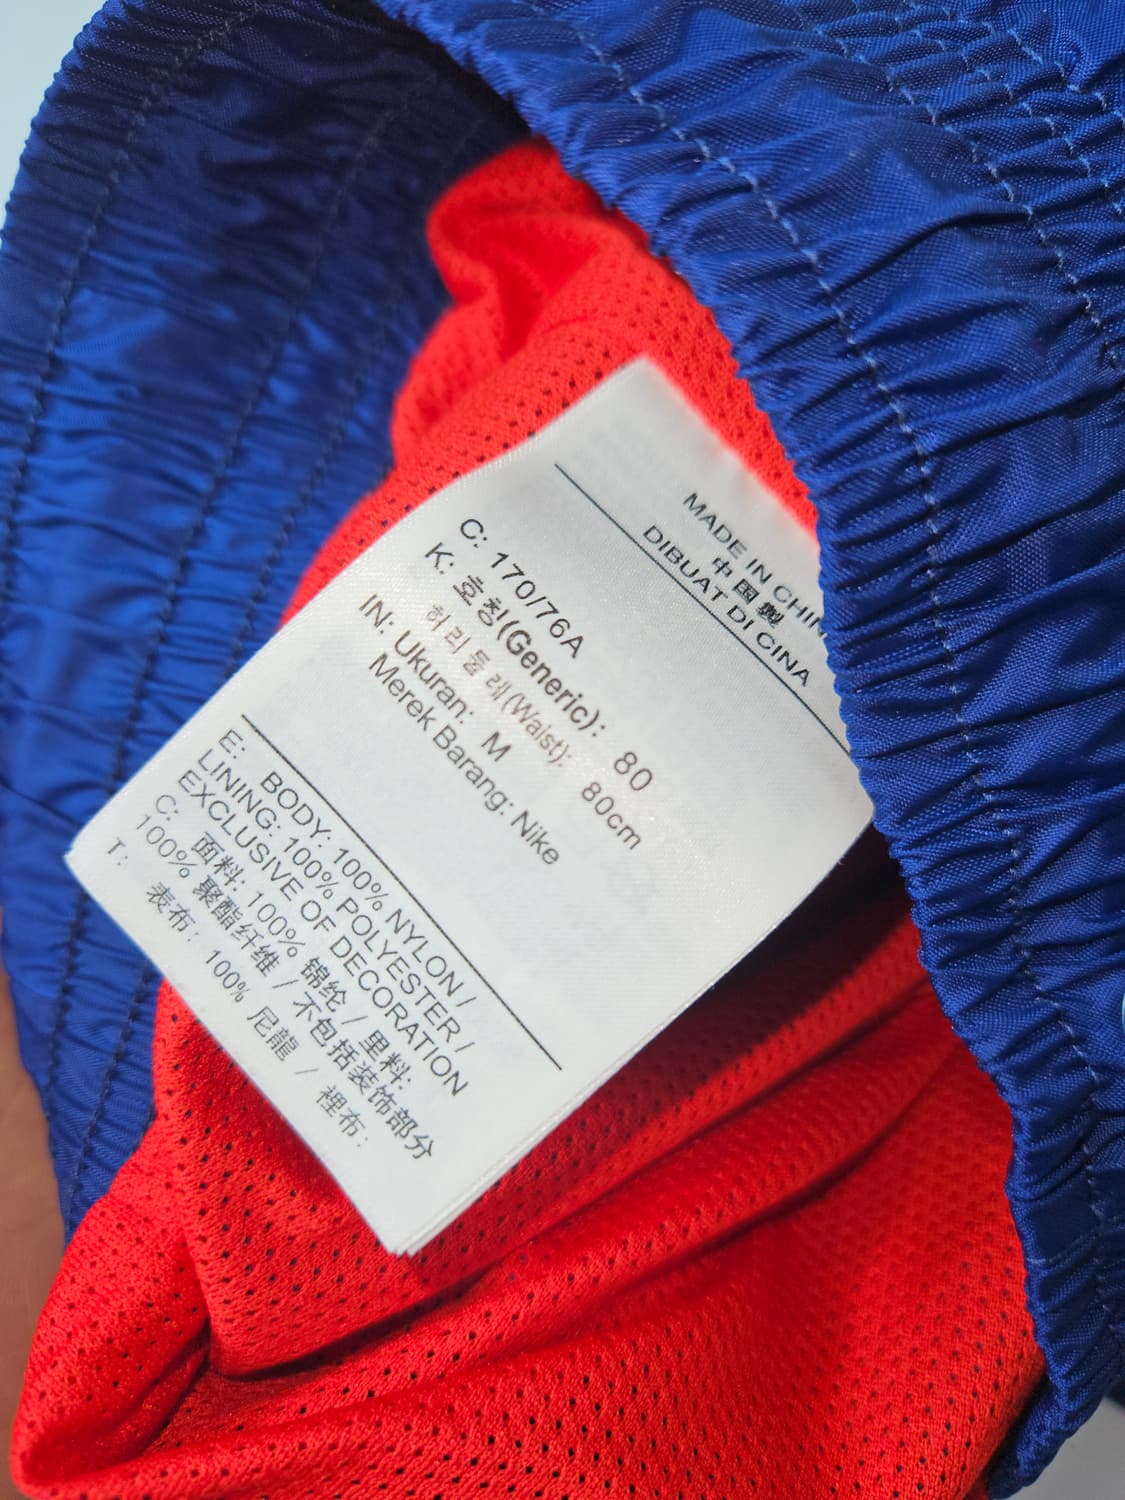 MADE IN CHIN
中国製
DIBUAT DI CINA
C: 170/76A
K: 호칭(Generic): 80
허리둘레(Waist): 80cm
IN: Ukuran: M
Merek Barang: Nike
E: BODY: 100% NYLON /
LINING: 100% POLYESTER /
EXCLUSIVE OF DECORATION
C: 面料: 100% 锦纶 / 里料:
100% 聚酯纤维 / 不包括装饰部分
T: 表布: 100% 尼龍 / 裡布: